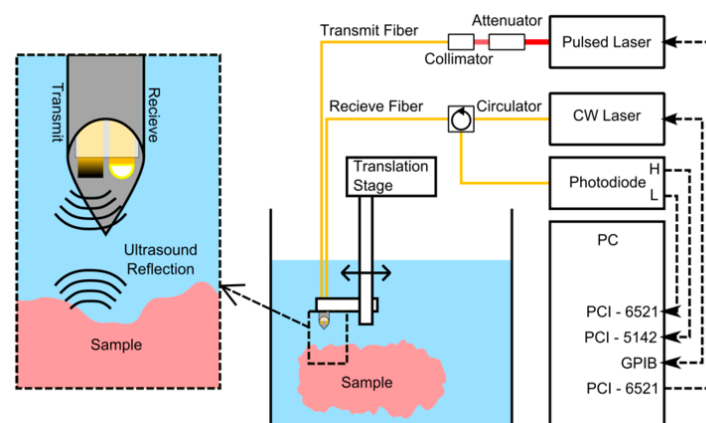 Transmit
Recieve
Ultrasound
Reflection
Sample
Transmit Fiber
Collimator
Attenuator
Pulsed Laser
Recieve Fiber
Circulator
CW Laser
Translation
Stage
Photodiode
H
L
PC
PCI - 6521
PCI - 5142
GPIB
PCI - 6521
Sample